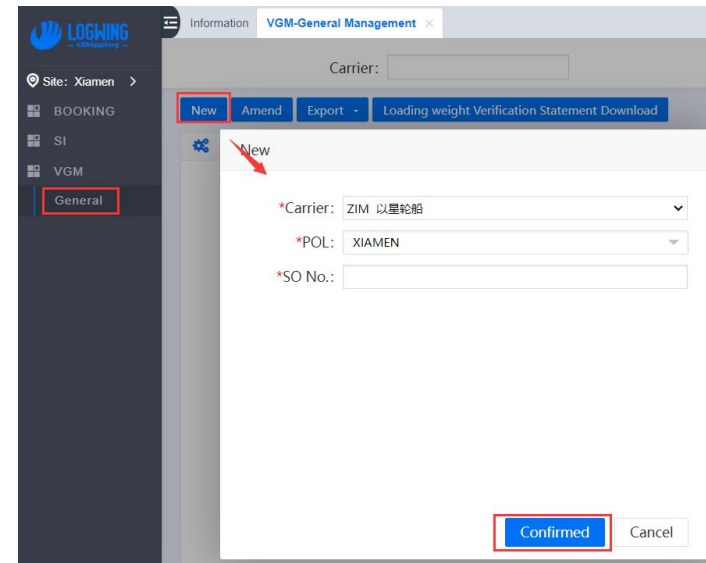 LOGWING
– eShipping –
Site: Xiamen >
BOOKING
SI
VGM
General
Information VGM-General Management ×
Carrier:
New Amend Export - Loading weight Verification Statement Download
New
*Carrier: ZIM 以星轮船
*POL: XIAMEN
*SO No.:
Confirmed Cancel